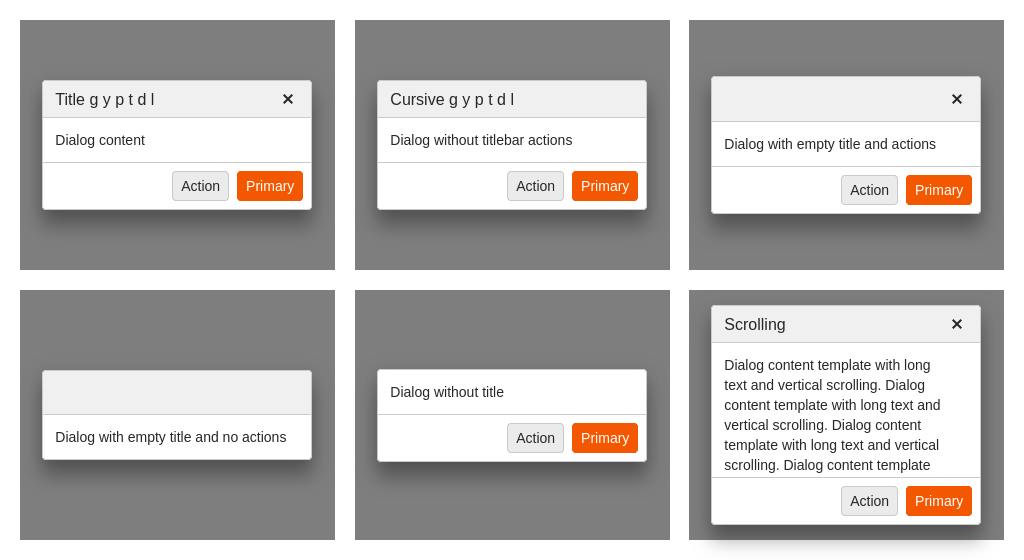 Title g y p t d l ✕
Dialog content
Action Primary
Cursive g y p t d l
Dialog without titlebar actions
Action Primary
✕
Dialog with empty title and actions
Action Primary
Dialog with empty title and no actions
Dialog without title
Action Primary
Scrolling ✕
Dialog content template with long
text and vertical scrolling. Dialog
content template with long text and
vertical scrolling. Dialog content
template with long text and vertical
scrolling. Dialog content template
Action Primary